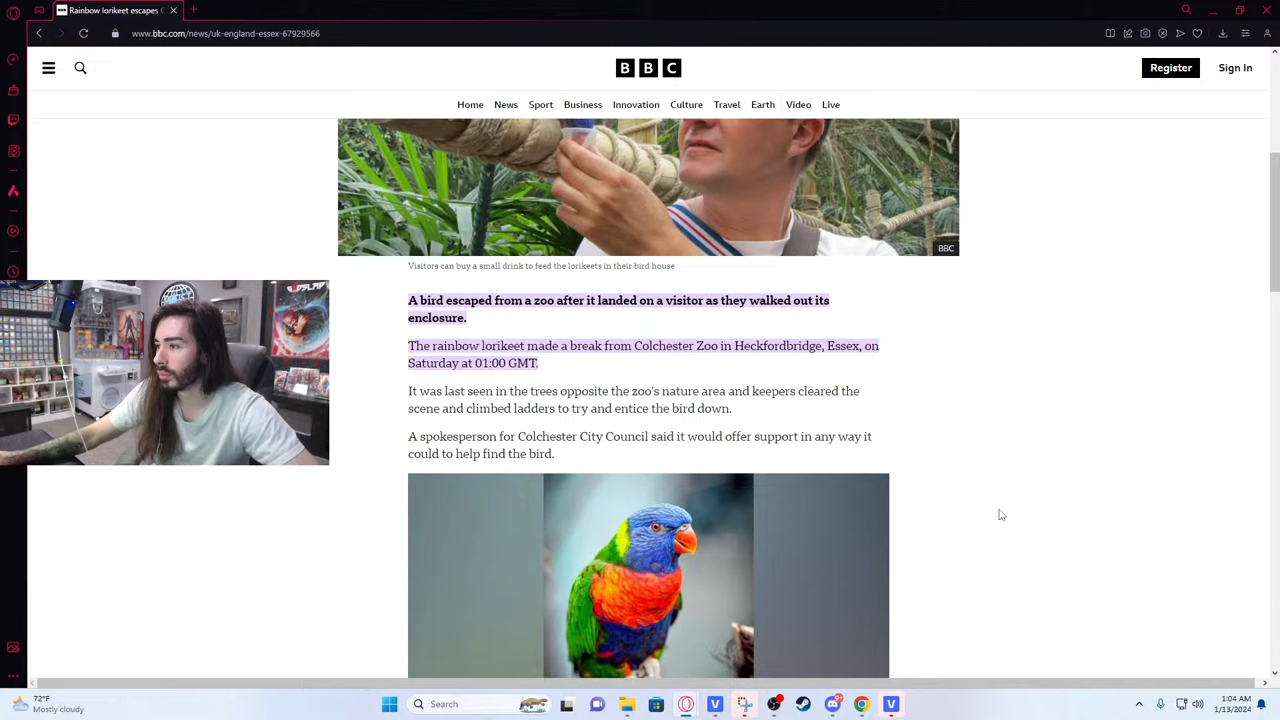 Rainbow lorikeet escapes C
www.bbc.com/news/uk-england-essex-67929566
BBC
Register
Sign In
Home News Sport Business Innovation Culture Travel Earth Video Live
BBC
Visitors can buy a small drink to feed the lorikeets in their bird house
A bird escaped from a zoo after it landed on a visitor as they walked out its
enclosure.
The rainbow lorikeet made a break from Colchester Zoo in Heckfordbridge, Essex, on
Saturday at 01:00 GMT.
It was last seen in the trees opposite the zoo's nature area and keepers cleared the
scene and climbed ladders to try and entice the bird down.
A spokesperson for Colchester City Council said it would offer support in any way it
could to help find the bird.
72°F
Mostly cloudy
Search
1:04 AM
1/13/2024